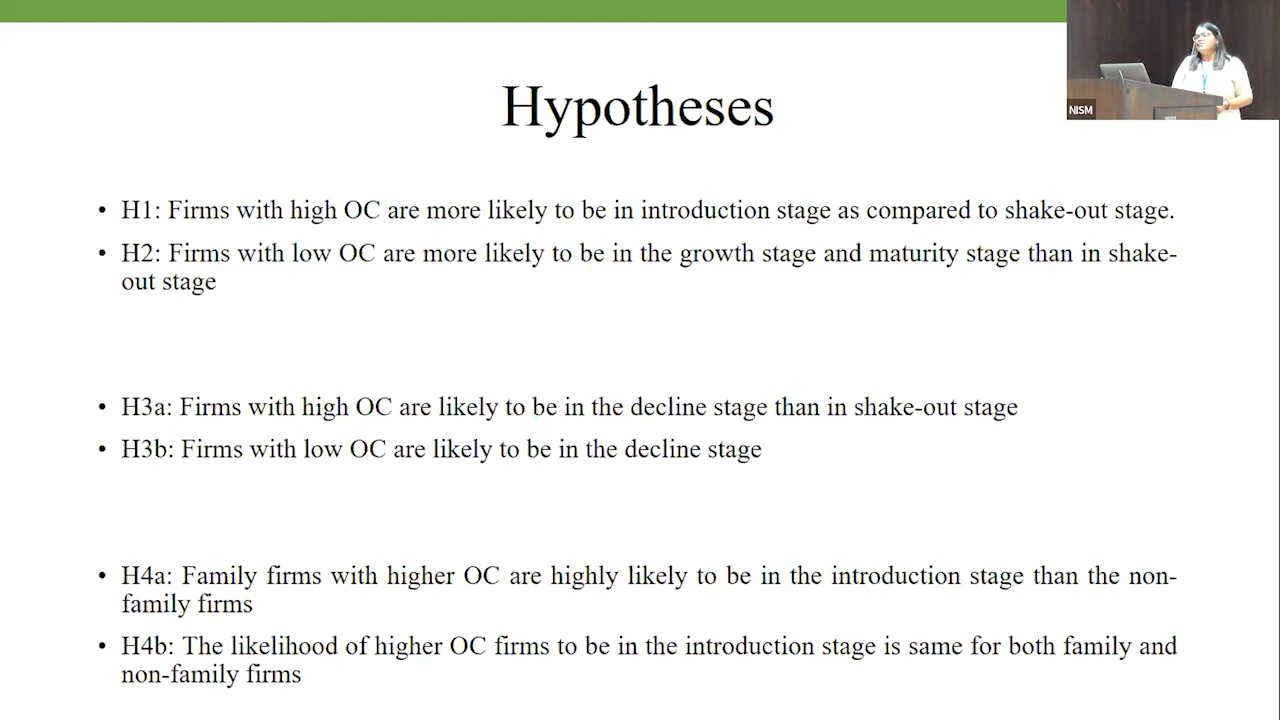 NISM
Hypotheses
• H1: Firms with high OC are more likely to be in introduction stage as compared to shake-out stage.
• H2: Firms with low OC are more likely to be in the growth stage and maturity stage than in shake-
out stage
• H3a: Firms with high OC are likely to be in the decline stage than in shake-out stage
• H3b: Firms with low OC are likely to be in the decline stage
• H4a: Family firms with higher OC are highly likely to be in the introduction stage than the non-
family firms
• H4b: The likelihood of higher OC firms to be in the introduction stage is same for both family and
non-family firms